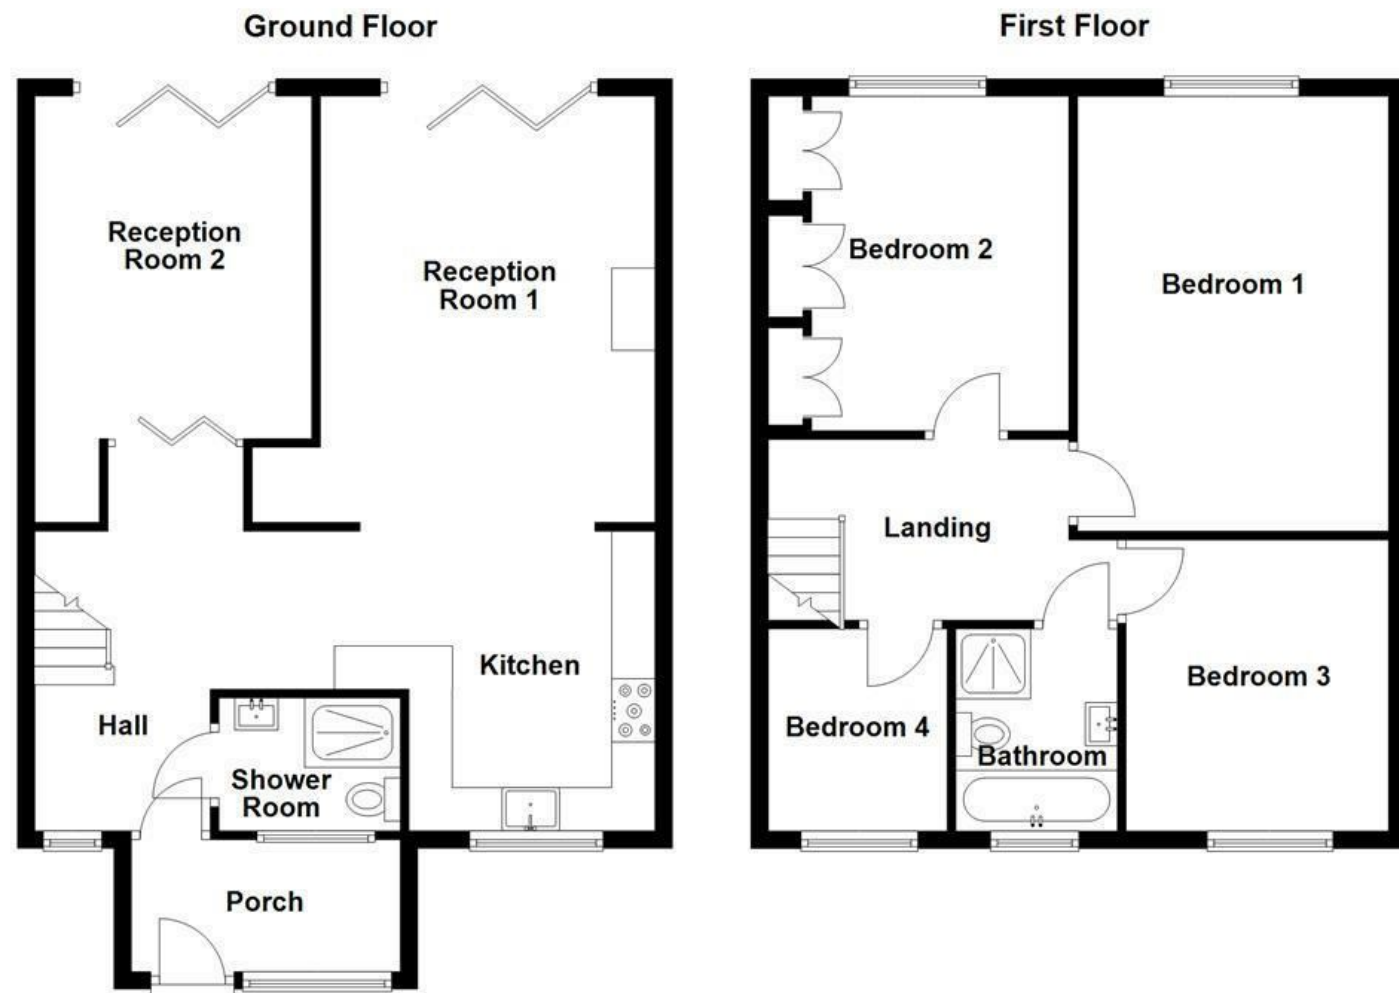 Ground Floor
Reception
Room 2
Reception
Room 1
Kitchen
Hall
Shower
Room
Porch
First Floor
Bedroom 2
Bedroom 1
Landing
Bedroom 3
Bedroom 4
Bathroom